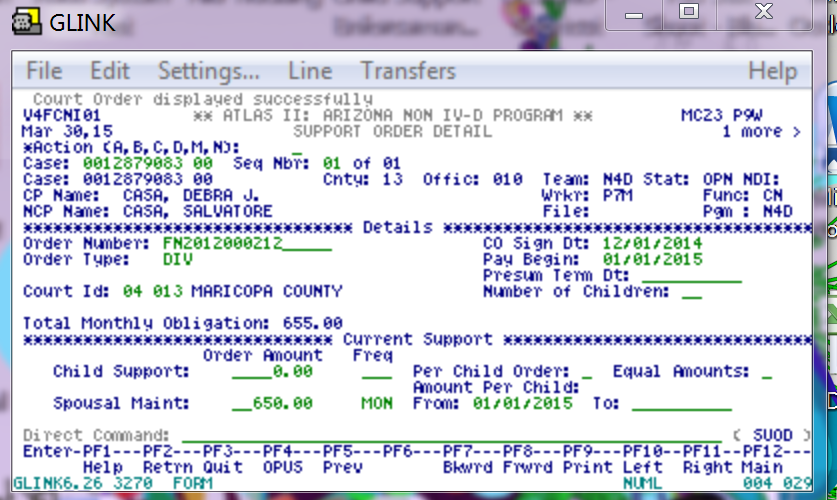 GLINK
File Edit Settings... Line Transfers Help
Court Order displayed successfully
V4FCNI01 ** ATLAS II: ARIZONA NON IV-D PROGRAM ** MC23 P9W
Mar 30,15 SUPPORT ORDER DETAIL 1 more >
*Action (A,B,C,D,M,N): _
Case: 0012879083 00 Seq Nbr: 01 of 01
Case: 0012879083 00 Cnty: 13 Offic: 010 Team: N4D Stat: OPN NDI:
CP Name: CASA, DEBRA J. Wrkr: P7M Func: CN
NCP Name: CASA, SALVATORE File: Pgm : N4D
********************************* Details **************************************
Order Number: FN2012000212_____ CO Sign Dt: 12/01/2014
Order Type: DIV Pay Begin: 01/01/2015
Presum Term Dt: __________
Court Id: 04 013 MARICOPA COUNTY Number of Children: __
Total Monthly Obligation: 655.00
******************************* Current Support *******************************
Order Amount Freq
Child Support: ____0.00 ___ Per Child Order: _ Equal Amounts: _
Amount Per Child:
Spousal Maint: __650.00 MON From: 01/01/2015 To: __________
Direct Command: ______________________________________________________ ( SUOD )
Enter-PF1---PF2---PF3---PF4---PF5---PF6---PF7---PF8---PF9---PF10--PF11--PF12---
Help Retrn Quit OPUS Prev Bkwrd Frwrd Print Left Right Main
GLINK6.26 3270 FORM NUML 004 029